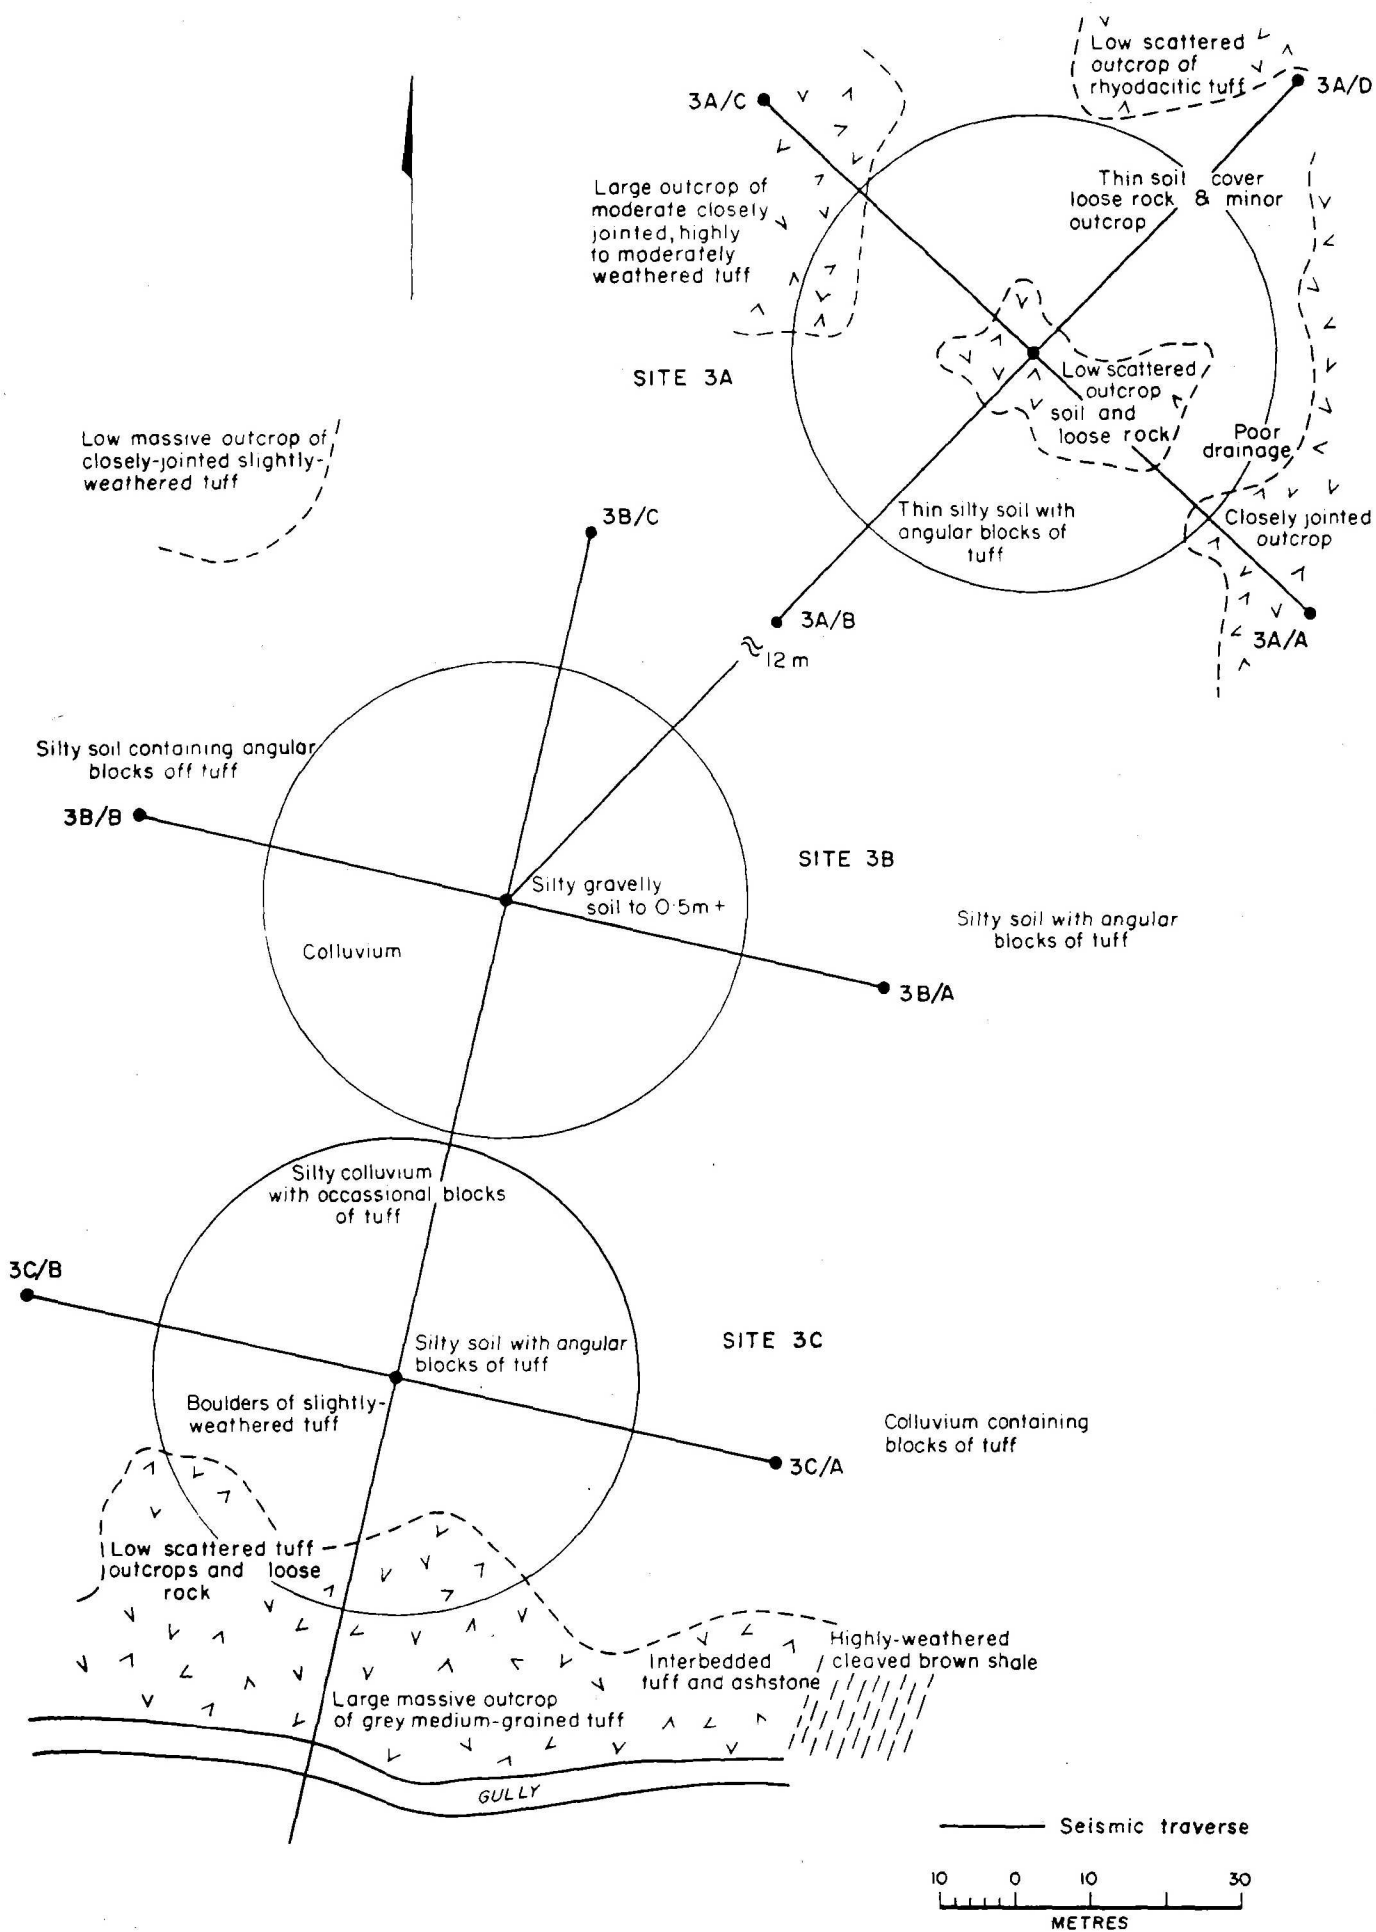 Low scattered
outcrop of
rhyodacitic tuff
3A/C
3A/D
Thin soil cover
loose rock & minor
outcrop
Large outcrop of
moderate closely
jointed, highly
to moderately
weathered tuff
SITE 3A
Low scattered
outcrop
soil and
loose rock
Poor
drainage
Low massive outcrop of
closely-jointed slightly-
weathered tuff
3B/C
Thin silty soil with
angular blocks of
tuff
Closely jointed
outcrop
3A/B
3A/A
≈12 m
Silty soil containing angular
blocks off tuff
3B/B
SITE 3B
Silty gravelly
soil to 0·5m +
Silty soil with angular
blocks of tuff
Colluvium
3B/A
Silty colluvium
with occassional blocks
of tuff
3C/B
Silty soil with angular
blocks of tuff
SITE 3C
Boulders of slightly-
weathered tuff
Colluvium containing
blocks of tuff
3C/A
Low scattered tuff
outcrops and loose
rock
Highly-weathered
cleaved brown shale
Interbedded
tuff and ashstone
Large massive outcrop
of grey medium-grained tuff
GULLY
Seismic traverse
10 0 10 30
METRES